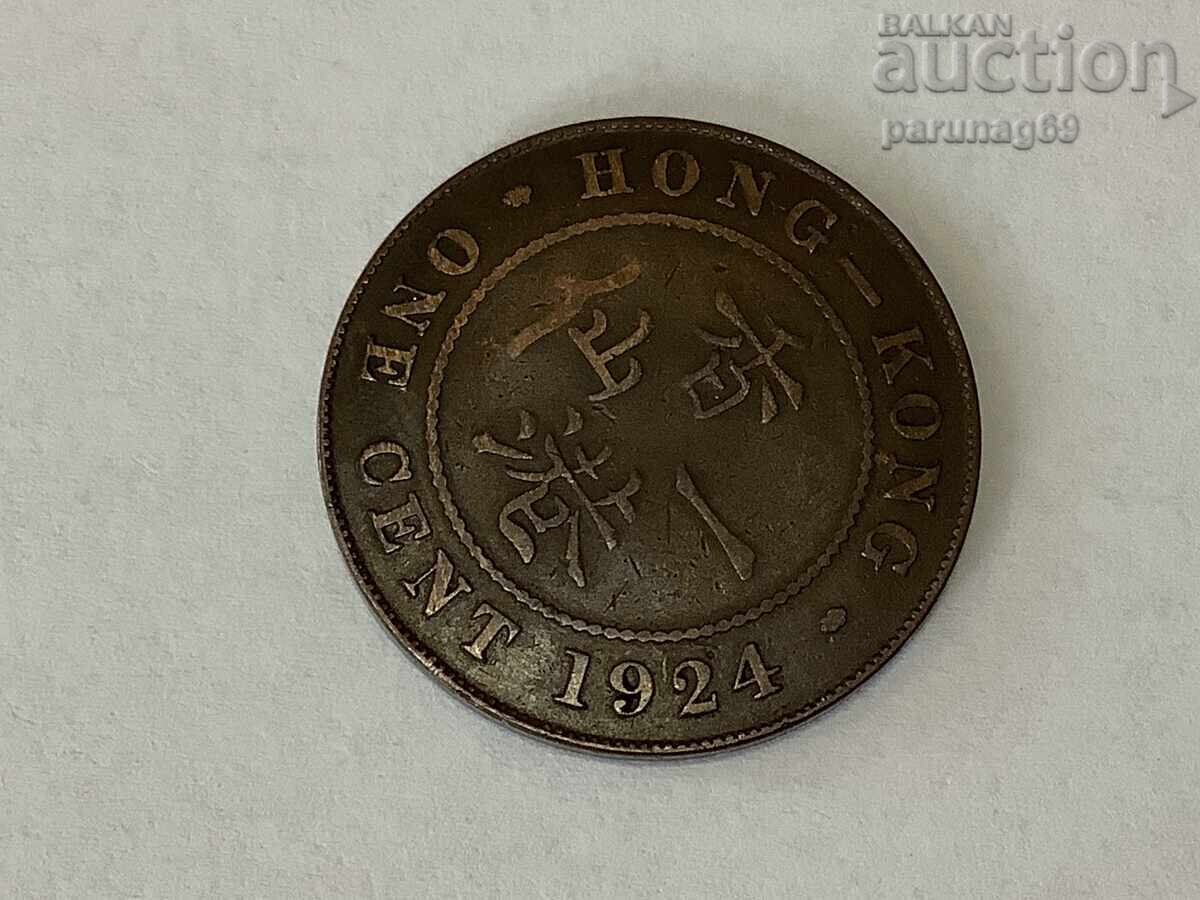 BALKAN
auction
parunag69
HONG–KONG
ONE CENT 1924
香港一仙